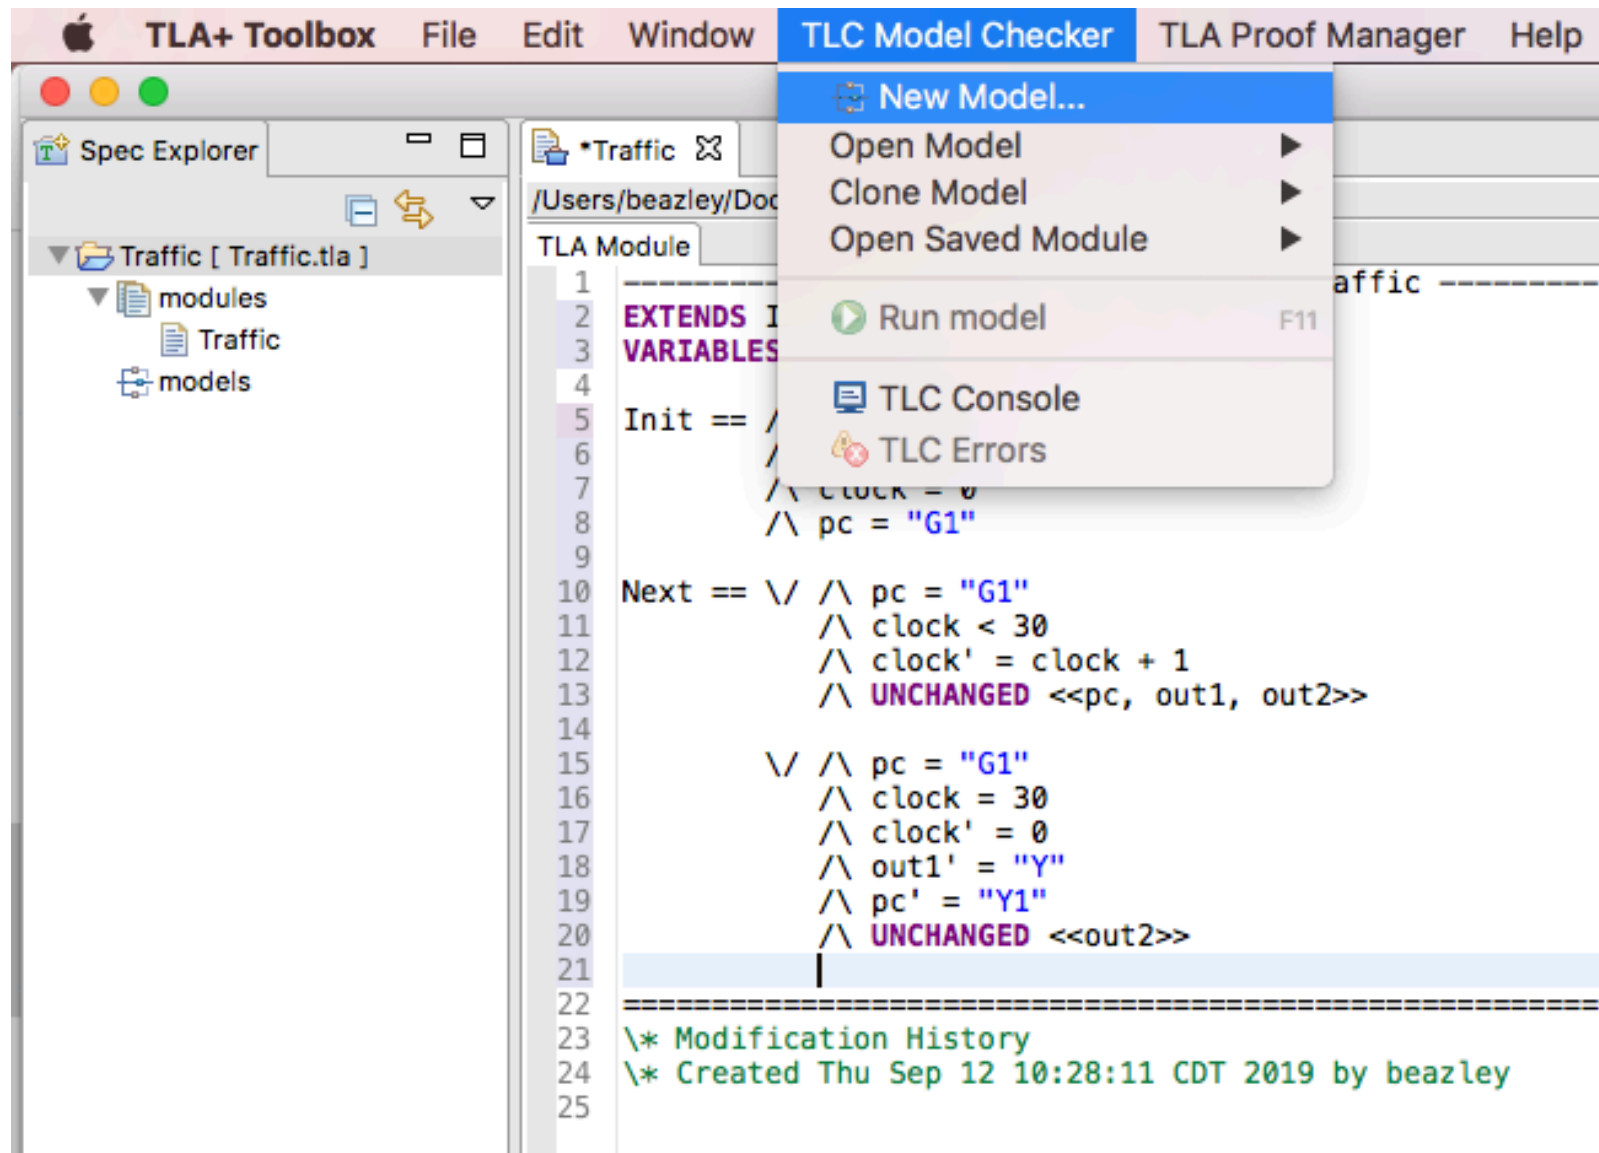 TLA+ Toolbox File Edit Window TLC Model Checker TLA Proof Manager Help
New Model...
Open Model
Clone Model
Open Saved Module
Run model F11
TLC Console
TLC Errors
Spec Explorer
Traffic [ Traffic.tla ]
modules
Traffic
models
*Traffic
/Users/beazley/Doc
TLA Module
1 ---------- affic ---------
2 EXTENDS I
3 VARIABLES
4
5 Init == /
6 /
7 /\ clock = 0
8 /\ pc = "G1"
9
10 Next == \/ /\ pc = "G1"
11 /\ clock < 30
12 /\ clock' = clock + 1
13 /\ UNCHANGED <<pc, out1, out2>>
14
15 \/ /\ pc = "G1"
16 /\ clock = 30
17 /\ clock' = 0
18 /\ out1' = "Y"
19 /\ pc' = "Y1"
20 /\ UNCHANGED <<out2>>
21
22 =======================================================
23 \* Modification History
24 \* Created Thu Sep 12 10:28:11 CDT 2019 by beazley
25